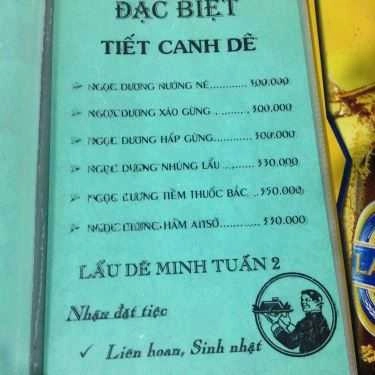 ĐẶC BIỆT
TIẾT CANH DÊ
NGỌC DƯƠNG NƯỚNG NÉ............ 300.000
NGỌC DƯƠNG XÀO GỪNG ........... 300.000
NGỌC DƯƠNG HẤP GỪNG............ 300.000
NGỌC DƯƠNG NHÚNG LẨU .......... 330.000
NGỌC DƯƠNG TIỀM THUỐC BẮC ... 350.000
NGỌC DƯƠNG HẦM ATISÔ............ 330.000
LẨU DÊ MINH TUẤN 2
Nhận đặt tiệc
✓ Liên hoan, Sinh nhật
LA